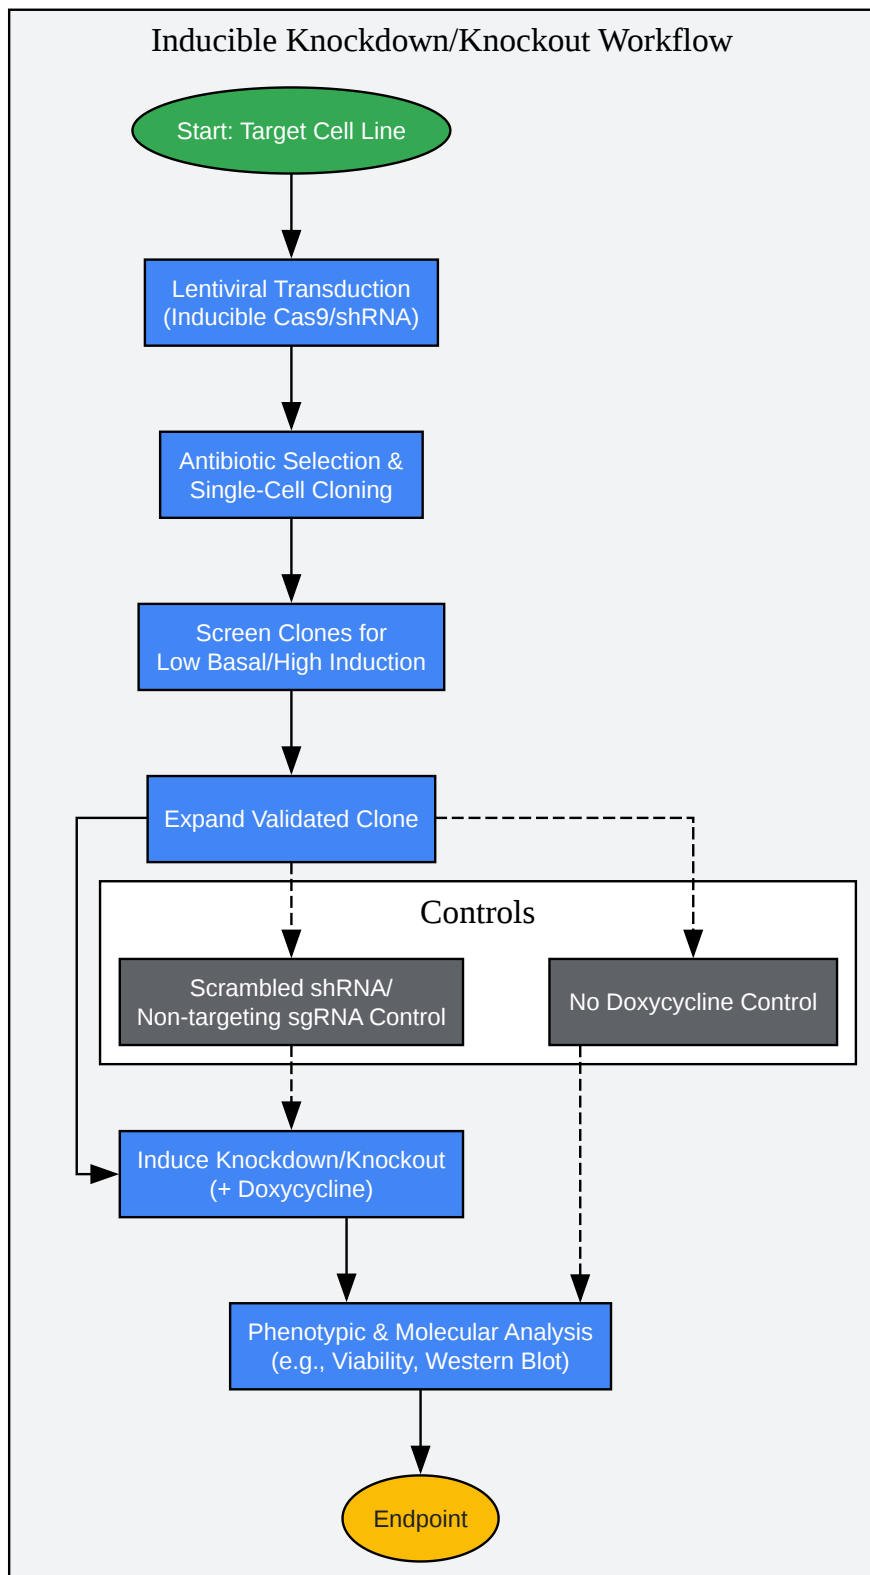 Inducible Knockdown/Knockout Workflow
Start: Target Cell Line
Lentiviral Transduction
(Inducible Cas9/shRNA)
Antibiotic Selection &
Single-Cell Cloning
Screen Clones for
Low Basal/High Induction
Expand Validated Clone
Controls
Scrambled shRNA/
Non-targeting sgRNA Control
No Doxycycline Control
Induce Knockdown/Knockout
(+ Doxycycline)
Phenotypic & Molecular Analysis
(e.g., Viability, Western Blot)
Endpoint